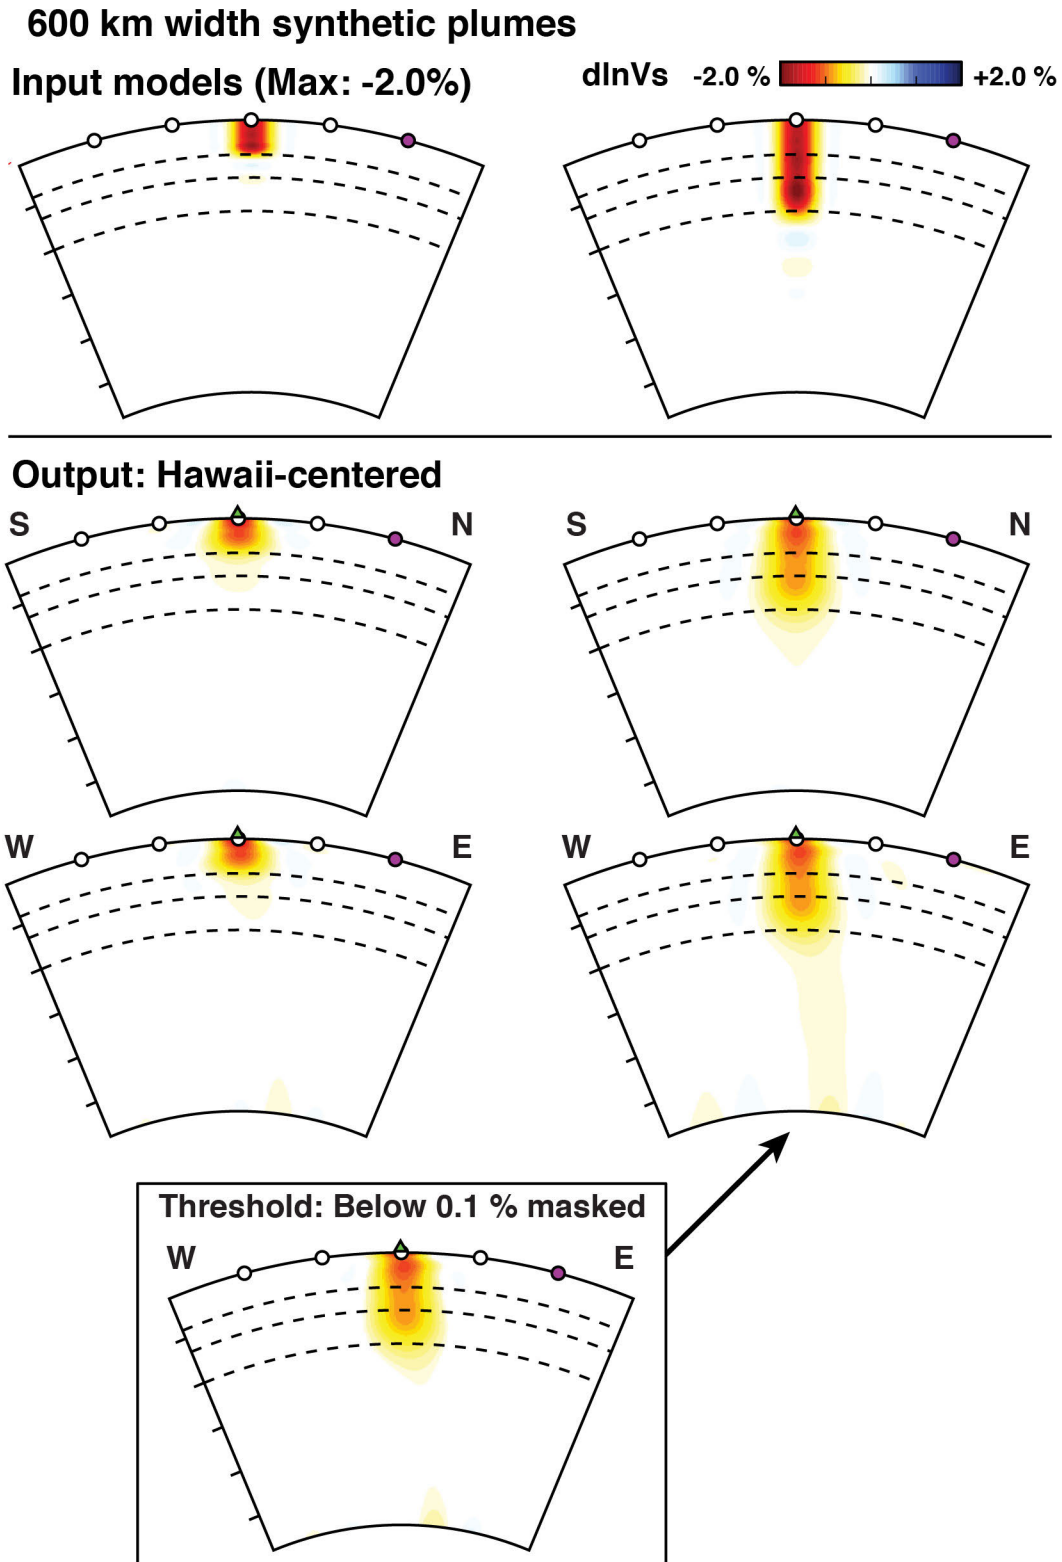 600 km width synthetic plumes
Input models (Max: -2.0%)
dlnVs -2.0 % +2.0 %
Output: Hawaii-centered
S N S N
W E W E
Threshold: Below 0.1 % masked
W E